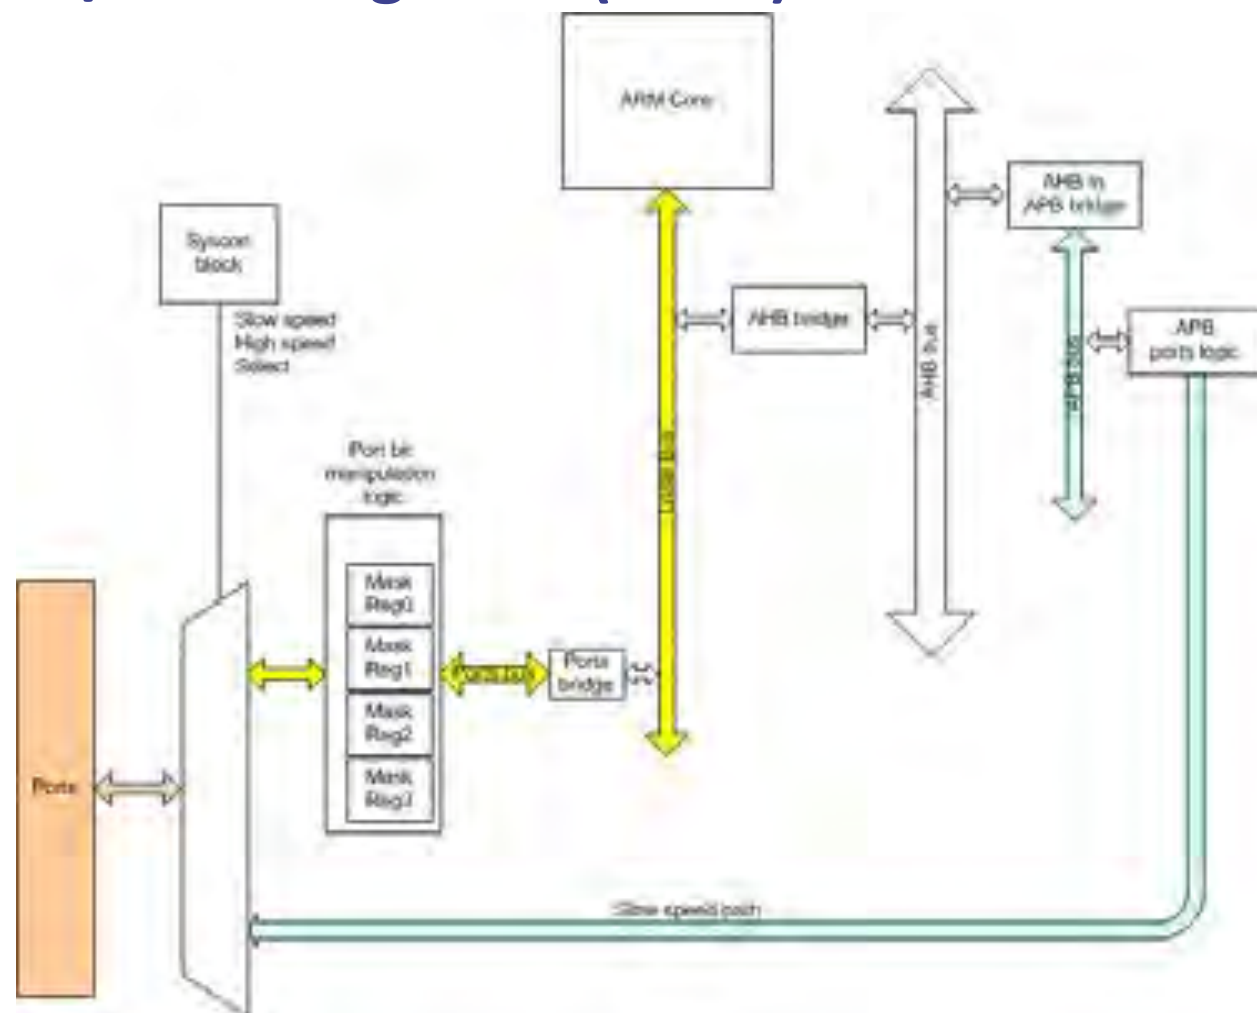 ARM Core
AHB to
APB bridge
Syscon
block
Slow speed
High speed
Select
AHB bridge
AHB bus
APB bus
APB
ports logic
Local bus
Port bit
manipulation
logic
Mask
Reg0
Mask
Reg1
Mask
Reg2
Mask
Reg3
Ports
bridge
Ports
Slow speed path